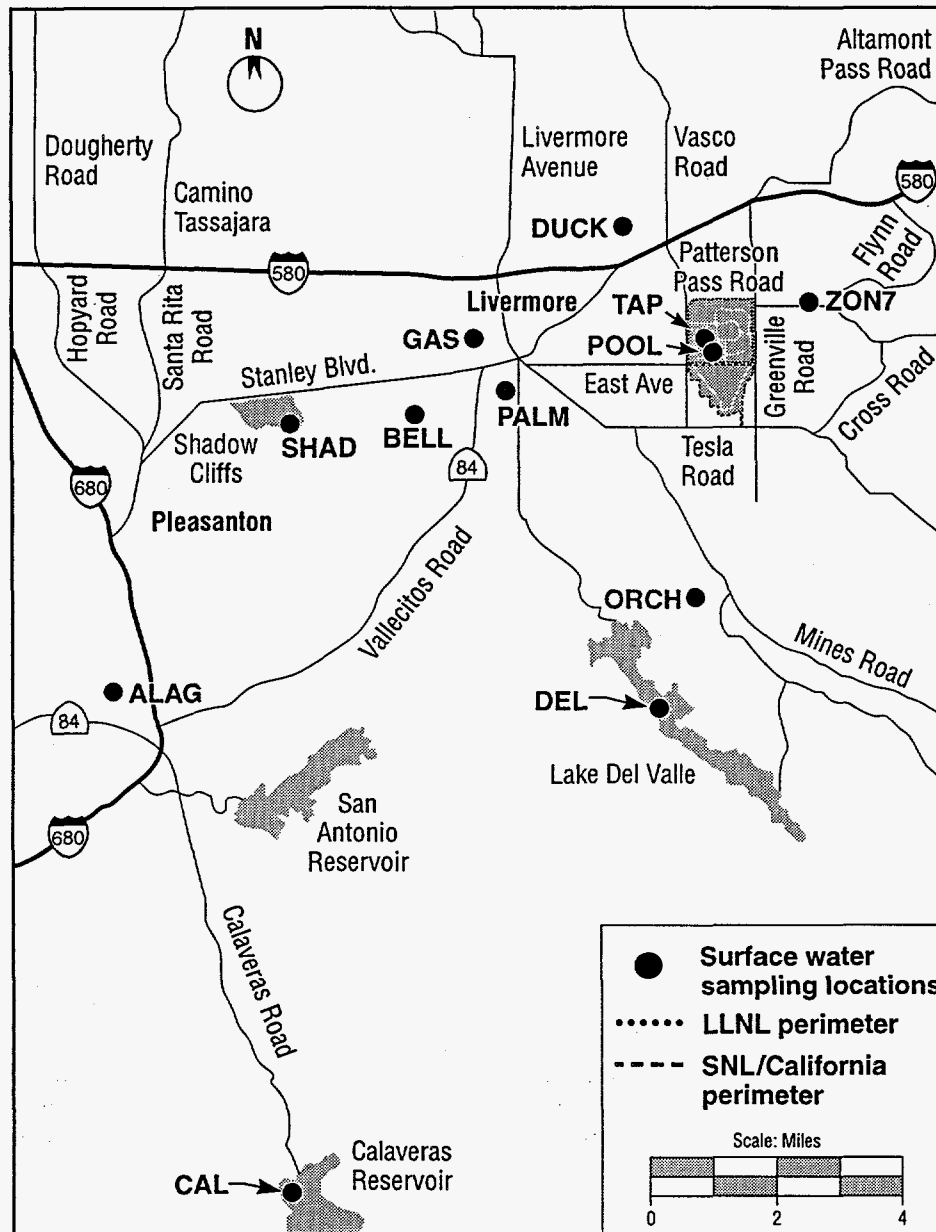 N
Altamont
Pass Road
Dougherty
Road
Camino
Tassajara
Livermore
Avenue
Vasco
Road
580
DUCK
580
Flynn
Road
Hopyard
Road
Santa Rita
Road
Livermore
Patterson
Pass Road
TAP
ZON7
GAS
POOL
Greenville
Road
Stanley Blvd.
East Ave
Cross Road
PALM
Shadow
Cliffs
SHAD
BELL
84
Tesla
Road
680
Pleasanton
Vallecitos Road
ORCH
Mines Road
ALAG
DEL
84
Lake Del Valle
San
Antonio
Reservoir
680
Calaveras Road
Surface water
sampling locations
LLNL perimeter
SNL/California
perimeter
Scale: Miles
0 2 4
Calaveras
Reservoir
CAL